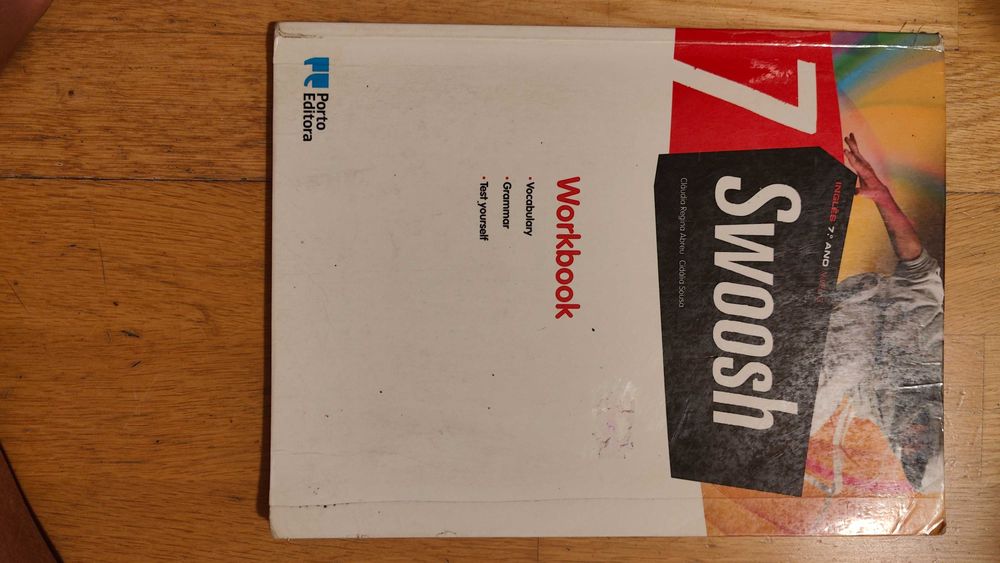 7
INGLÊS 7.º ANO
Swoosh
Cláudia Regina Abreu Cidália Sousa
Workbook
• Vocabulary
• Grammar
• Test yourself
Porto
Editora